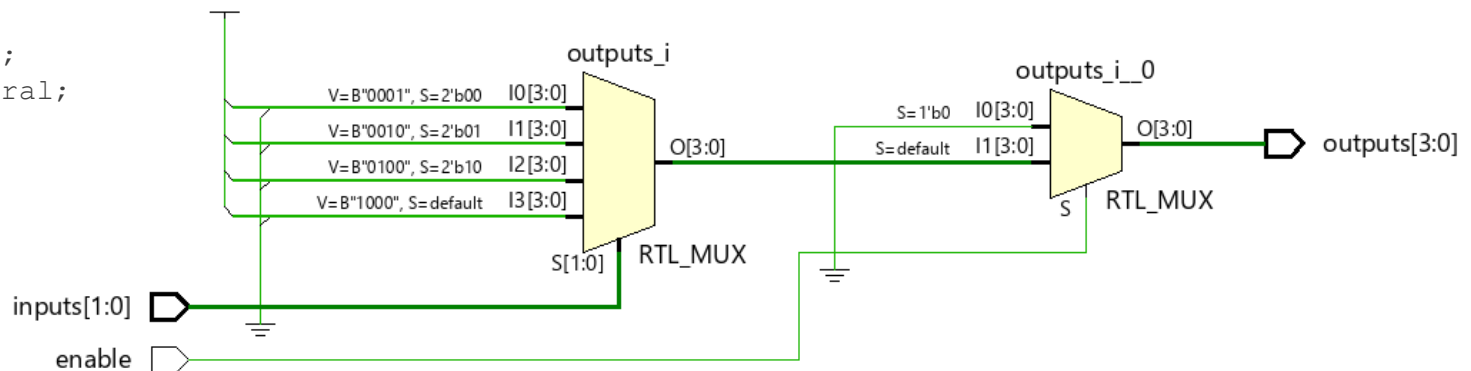 ;
ral;
outputs_i
V=B"0001", S=2'b00 I0[3:0]
V=B"0010", S=2'b01 I1[3:0]
V=B"0100", S=2'b10 I2[3:0]
V=B"1000", S=default I3[3:0]
O[3:0]
S[1:0]
RTL_MUX
outputs_i__0
S=1'b0 I0[3:0]
S=default I1[3:0]
O[3:0]
S
RTL_MUX
outputs[3:0]
inputs[1:0]
enable